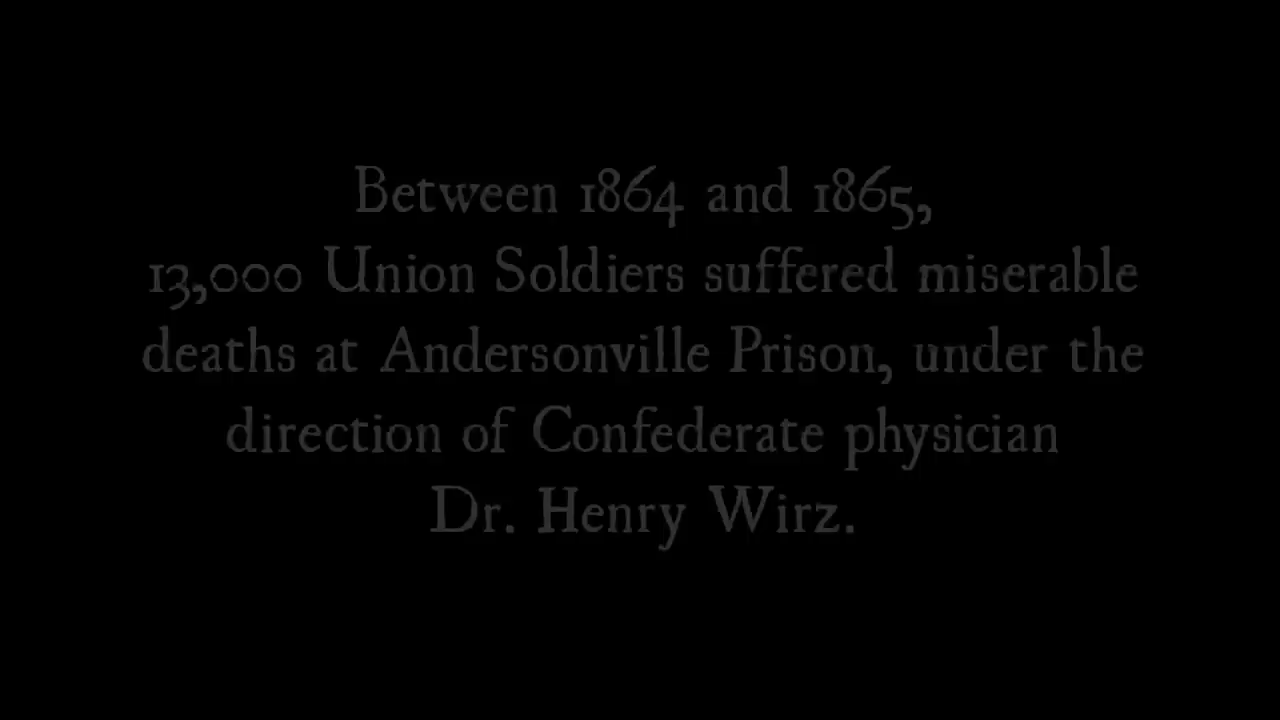 Between 1864 and 1865,
13,000 Union Soldiers suffered miserable
deaths at Andersonville Prison, under the
direction of Confederate physician
Dr. Henry Wirz.